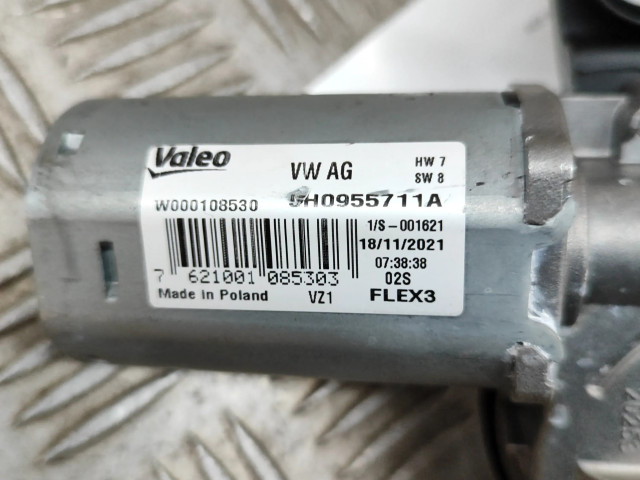 Valeo
VW AG
HW 7
SW 8
W000108530
5H0955711A
1/S-001621
18/11/2021
07:38:38
7 621001 085303
02S
Made in Poland
VZ1
FLEX3